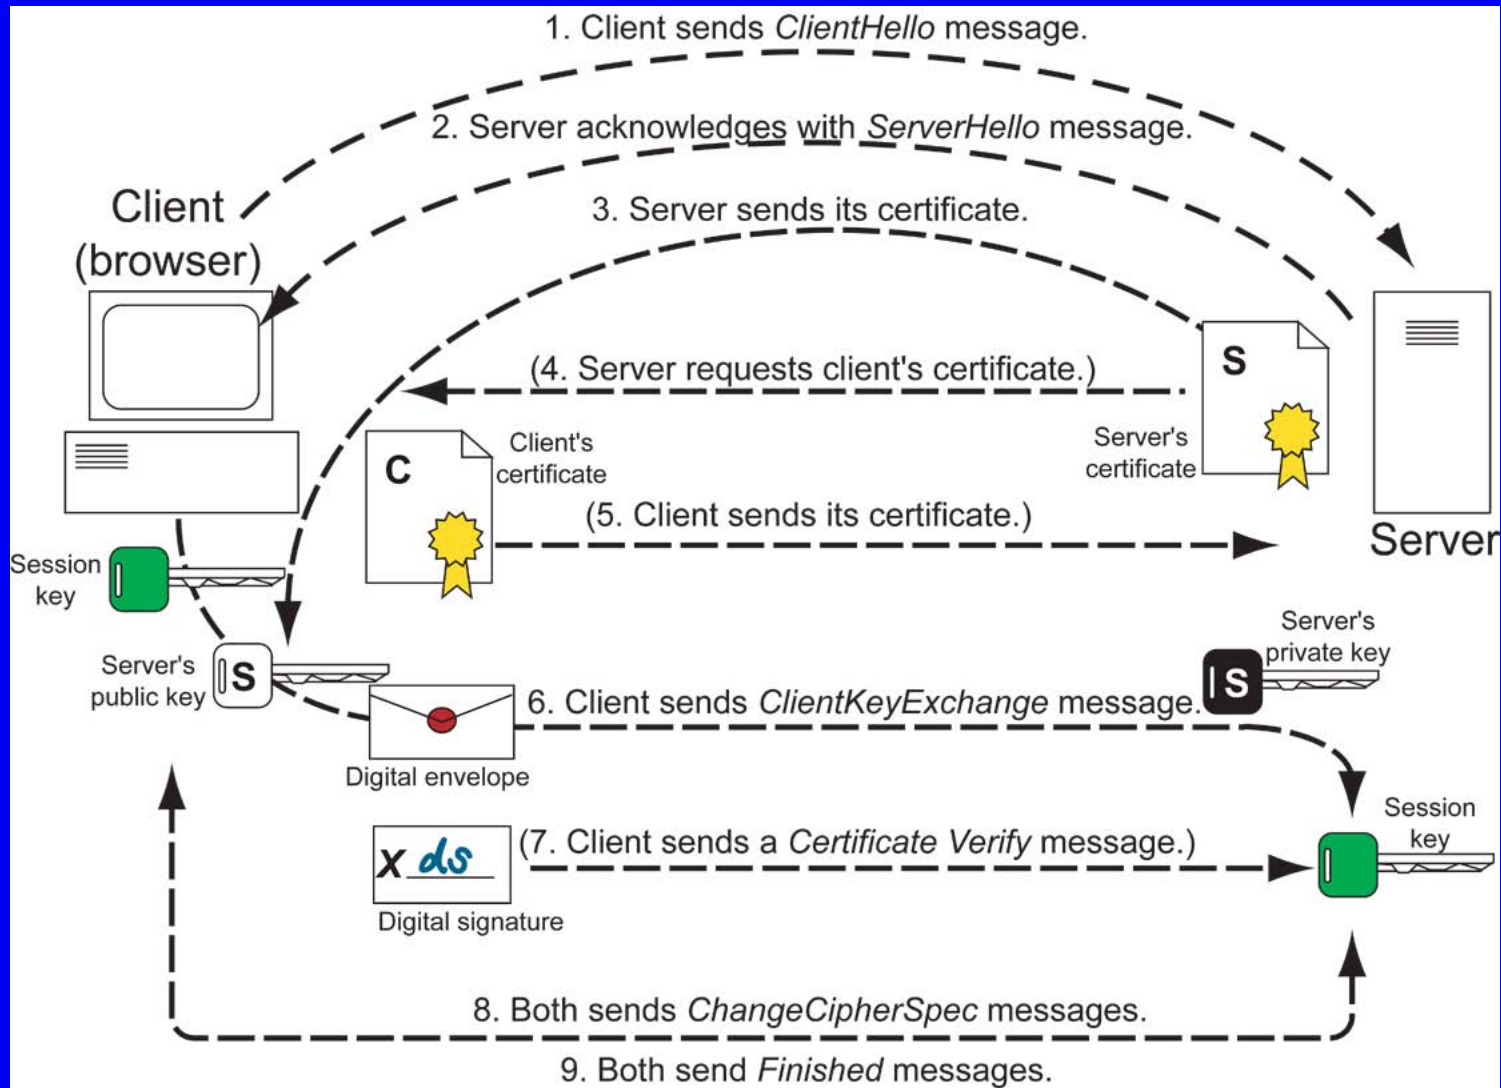 1. Client sends ClientHello message.
2. Server acknowledges with ServerHello message.
Client
(browser)
3. Server sends its certificate.
(4. Server requests client's certificate.)
S
Server's
certificate
C
Client's
certificate
(5. Client sends its certificate.)
Server
Session
key
Server's
public key
S
Server's
private key
S
6. Client sends ClientKeyExchange message.
Digital envelope
Session
key
(7. Client sends a Certificate Verify message.)
x ds
Digital signature
8. Both sends ChangeCipherSpec messages.
9. Both send Finished messages.